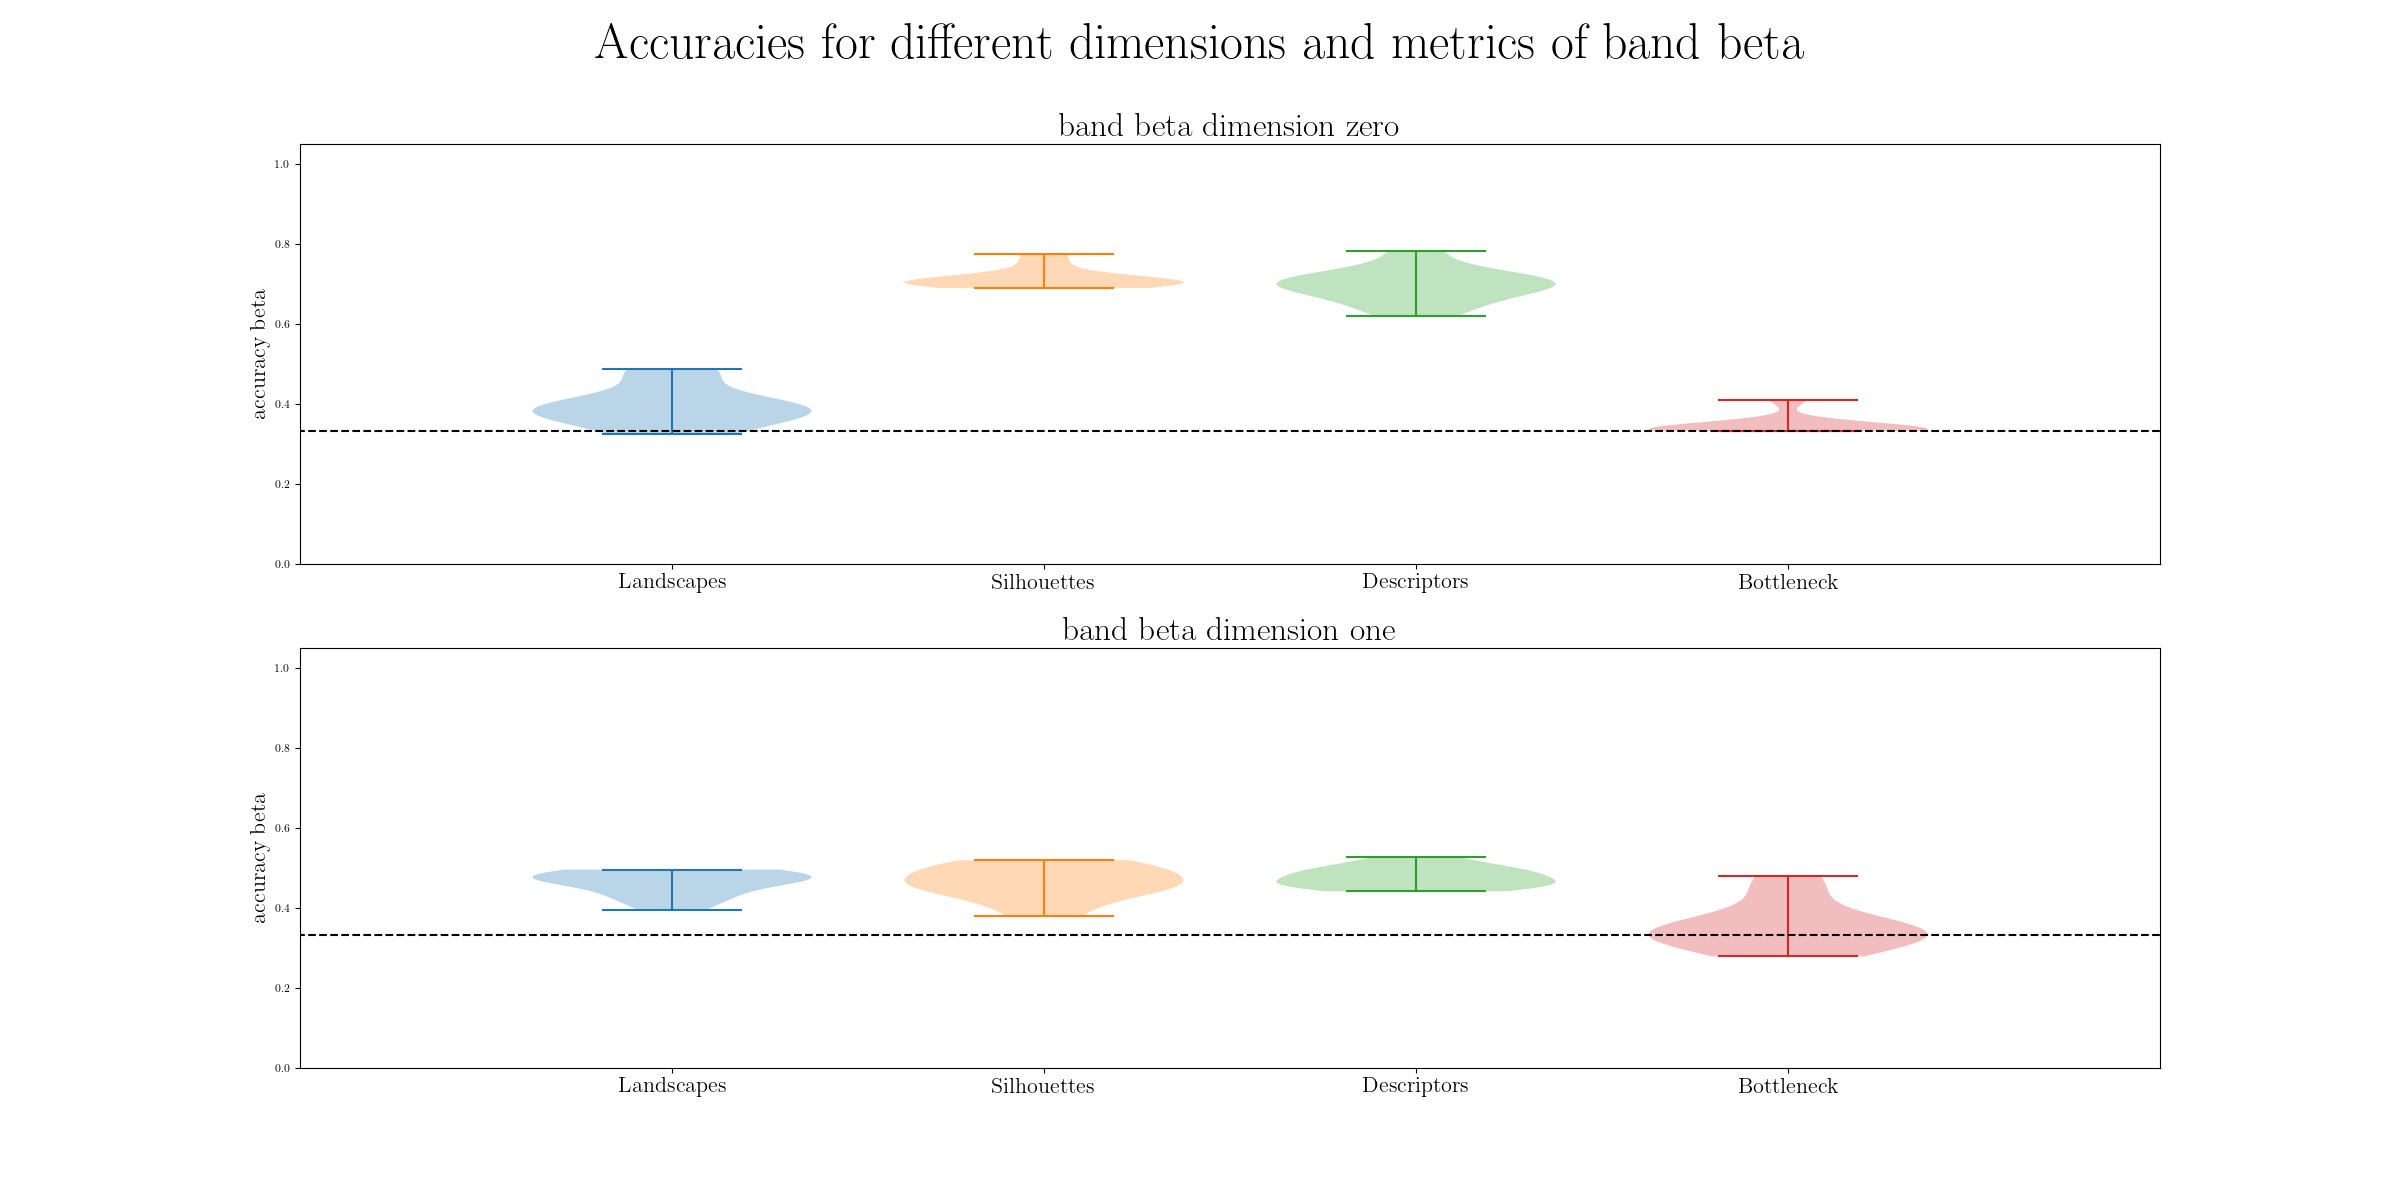 Accuracies for different dimensions and metrics of band beta
band beta dimension zero
1.0
0.8
0.6
0.4
0.2
0.0
accuracy beta
Landscapes Silhouettes Descriptors Bottleneck
band beta dimension one
1.0
0.8
0.6
0.4
0.2
0.0
accuracy beta
Landscapes Silhouettes Descriptors Bottleneck